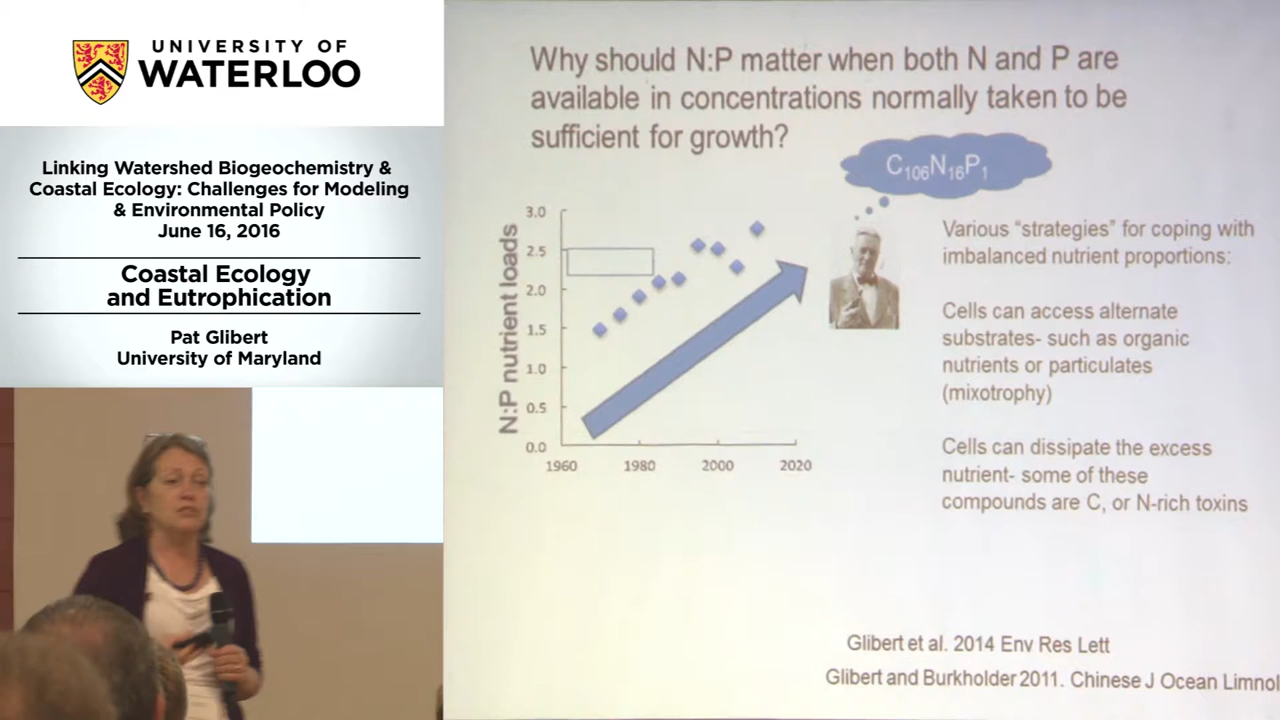 UNIVERSITY OF
WATERLOO
Linking Watershed Biogeochemistry &
Coastal Ecology: Challenges for Modeling
& Environmental Policy
June 16, 2016
Coastal Ecology
and Eutrophication
Pat Glibert
University of Maryland
Why should N:P matter when both N and P are
available in concentrations normally taken to be
sufficient for growth?
C₁₀₆N₁₆P₁
N:P nutrient loads
3.0
2.5
2.0
1.5
1.0
0.5
0.0
1960 1980 2000 2020
Various "strategies" for coping with
imbalanced nutrient proportions:
Cells can access alternate
substrates- such as organic
nutrients or particulates
(mixotrophy)
Cells can dissipate the excess
nutrient- some of these
compounds are C, or N-rich toxins
Glibert et al. 2014 Env Res Lett
Glibert and Burkholder 2011. Chinese J Ocean Limnol